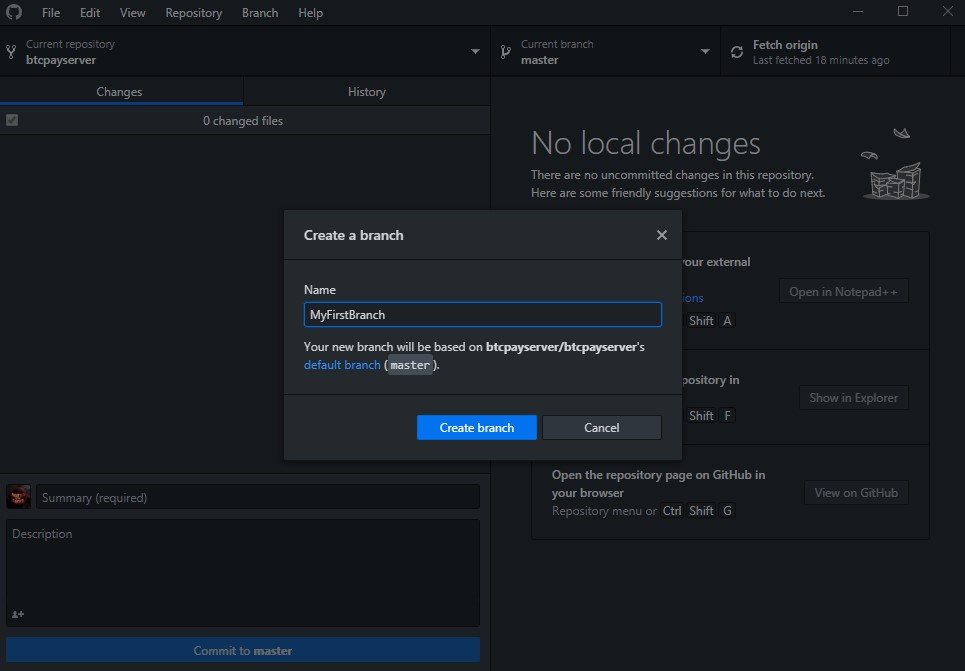 File Edit View Repository Branch Help
Current repository
btcpayserver
Current branch
master
Fetch origin
Last fetched 18 minutes ago
Changes History
0 changed files
No local changes
There are no uncommitted changes in this repository.
Here are some friendly suggestions for what to do next.
Create a branch
Name
MyFirstBranch
Your new branch will be based on btcpayserver/btcpayserver's
default branch (master).
Create branch Cancel
your external
ions
Open in Notepad++
Shift A
pository in
Show in Explorer
Shift F
Open the repository page on GitHub in
your browser
Repository menu or Ctrl Shift G
View on GitHub
Summary (required)
Description
Commit to master